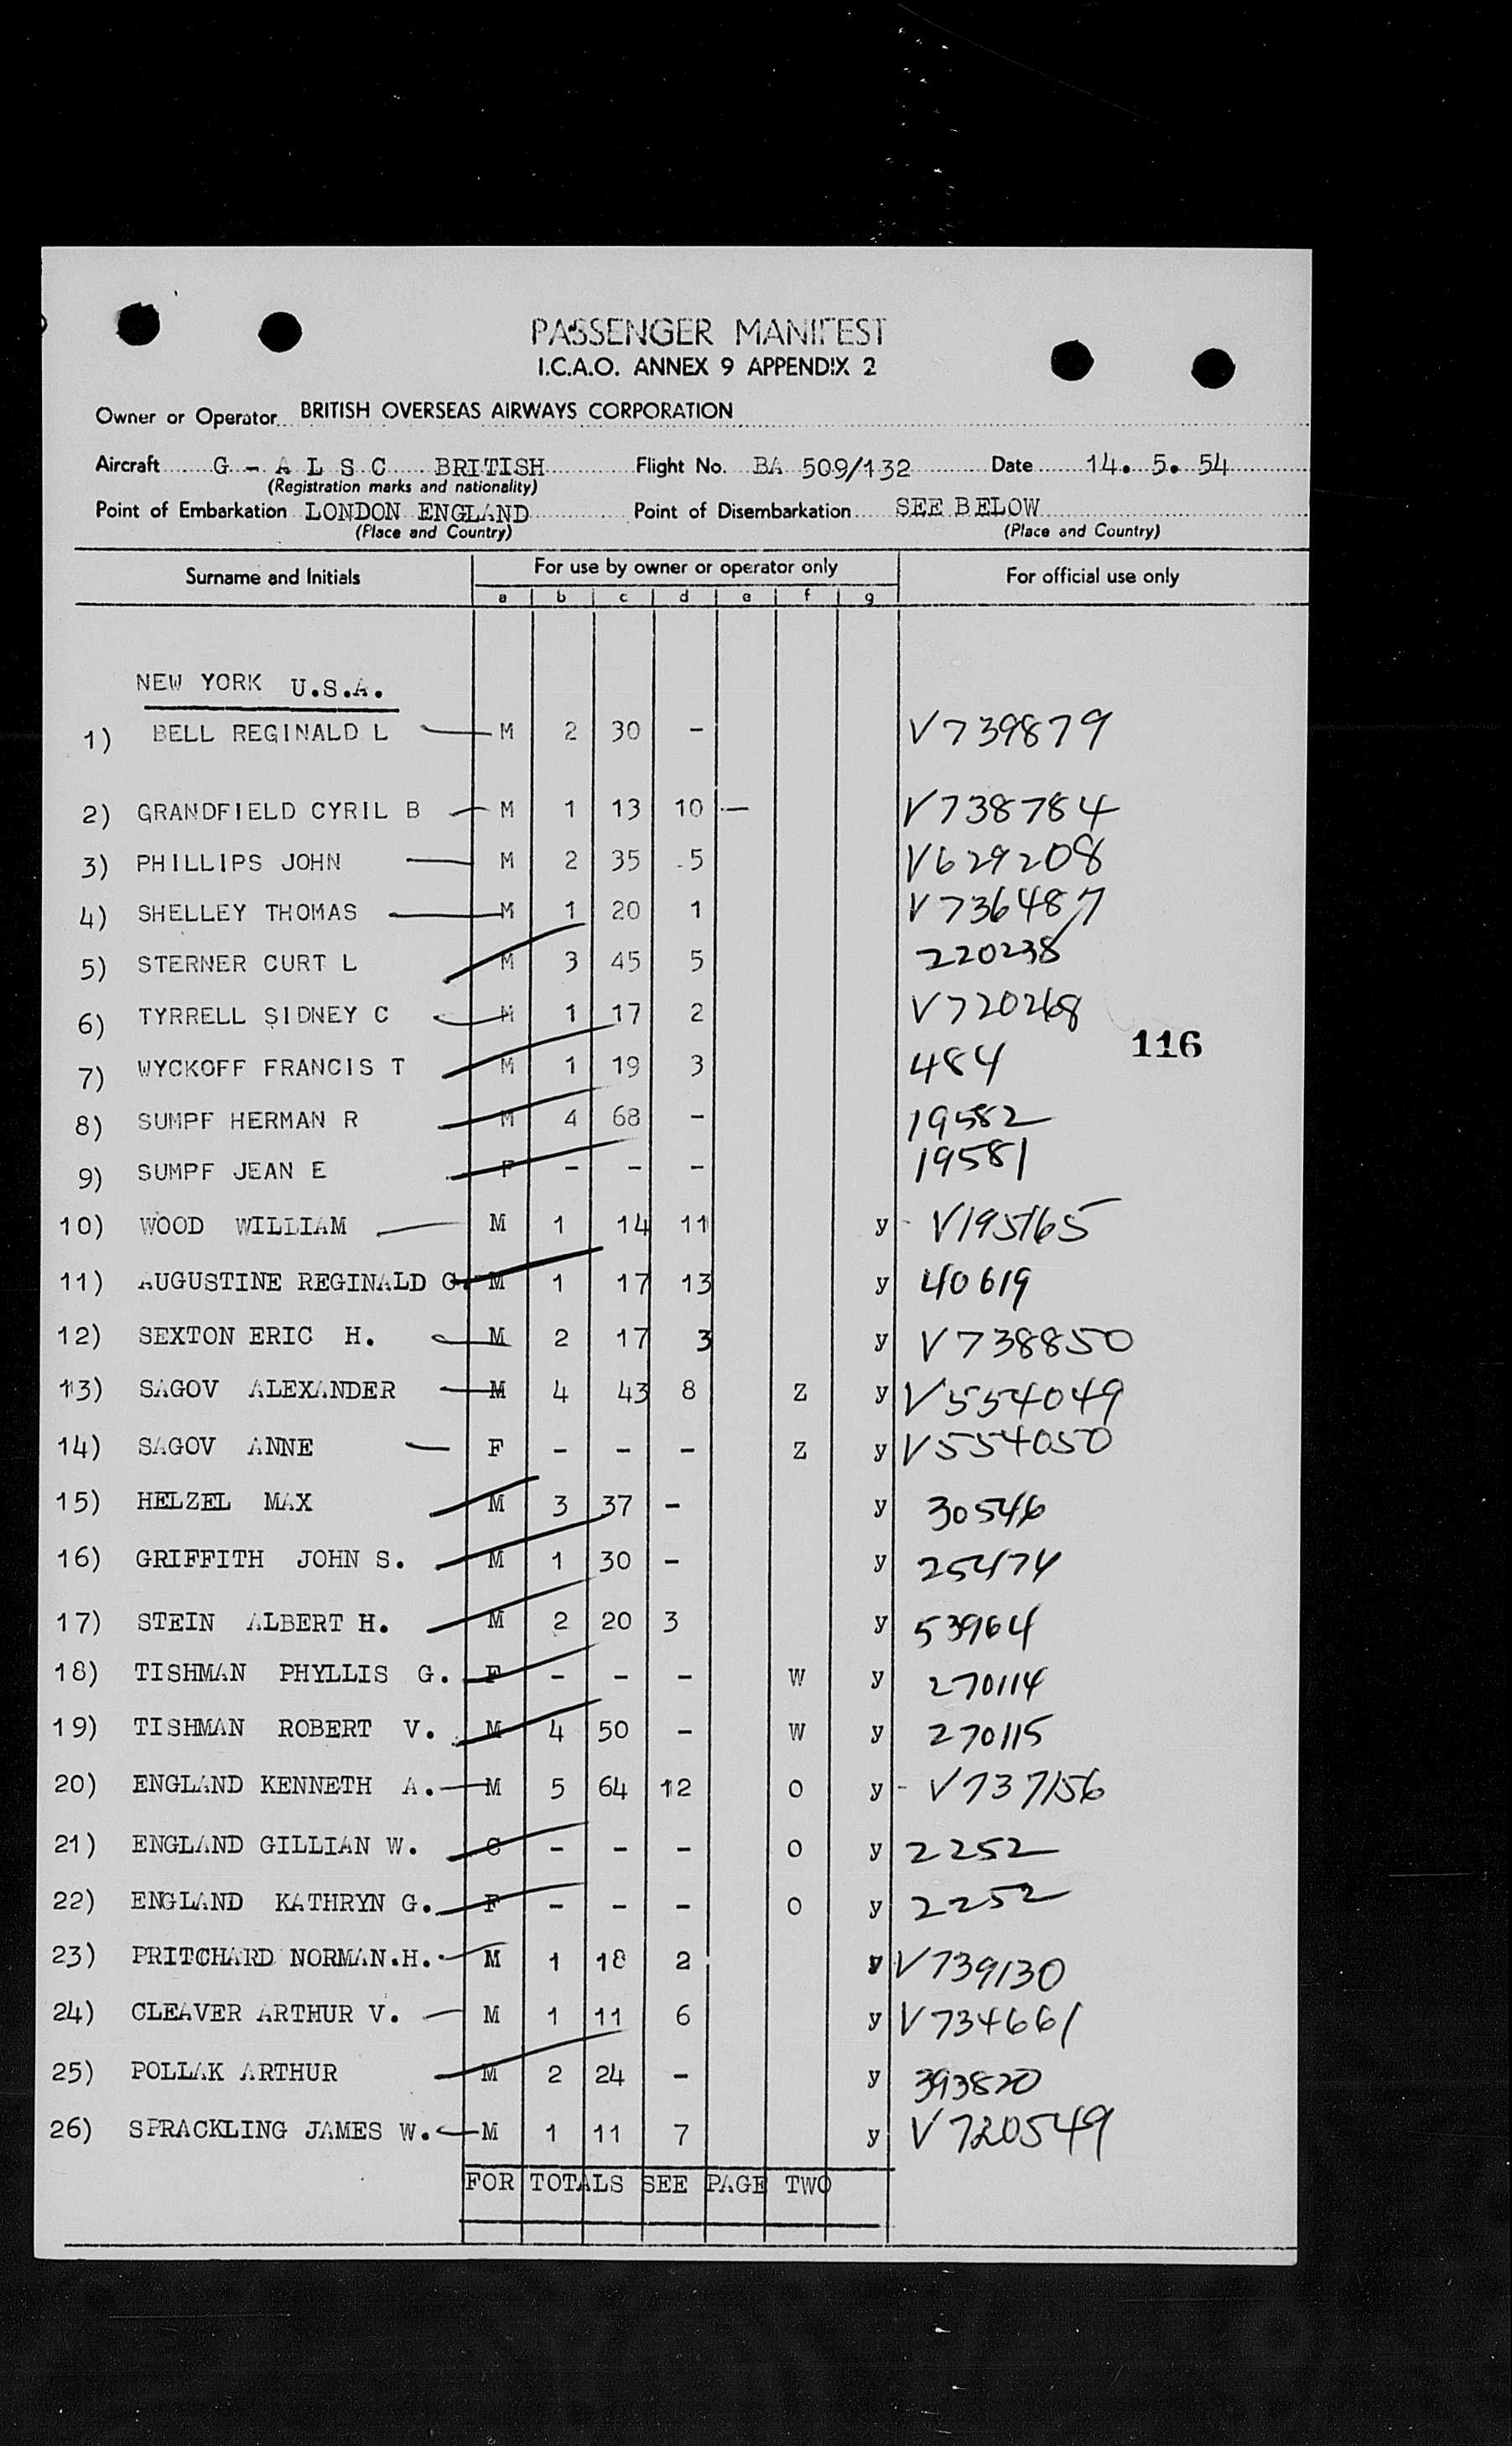 PASSENGER MANIFEST
I.C.A.O. ANNEX 9 APPENDIX 2
Owner or Operator BRITISH OVERSEAS AIRWAYS CORPORATION
Aircraft G - A L S C BRITISH Flight No. BA 509/132 Date 14. 5. 54
(Registration marks and nationality)
Point of Embarkation LONDON ENGLAND Point of Disembarkation SEE BELOW
(Place and Country) (Place and Country)
Surname and Initials For use by owner or operator only For official use only
a b c d e f g
NEW YORK U.S.A.
1) BELL REGINALD L M 2 30 - V739879
2) GRANDFIELD CYRIL B M 1 13 10 - V738784
3) PHILLIPS JOHN M 2 35 5 V629208
4) SHELLEY THOMAS M 1 20 1 V736487
5) STERNER CURT L M 3 45 5 220238
6) TYRRELL SIDNEY C M 1 17 2 V720268
116
7) WYCKOFF FRANCIS T M 1 19 3 484
8) SUMPF HERMAN R M 4 68 - 19582
9) SUMPF JEAN E F - - - 19581
10) WOOD WILLIAM M 1 14 11 y - V195165
11) AUGUSTINE REGINALD G. M 1 17 13 y 40619
12) SEXTON ERIC H. M 2 17 3 y V738850
13) SAGOV ALEXANDER M 4 43 8 Z y V554049
14) SAGOV ANNE F - - - Z y V554050
15) HELZEL MAX M 3 37 - y 30546
16) GRIFFITH JOHN S. M 1 30 - y 25474
17) STEIN ALBERT H. M 2 20 3 y 53964
18) TISHMAN PHYLLIS G. F - - - W y 270114
19) TISHMAN ROBERT V. M 4 50 - W y 270115
20) ENGLAND KENNETH A. M 5 64 12 O y - V737156
21) ENGLAND GILLIAN W. C - - - O y 2252
22) ENGLAND KATHRYN G. F - - - O y 2252
23) PRITCHARD NORMAN.H. M 1 18 2 y V739130
24) CLEAVER ARTHUR V. M 1 11 6 y V734661
25) POLLAK ARTHUR M 2 24 - y 393820
26) SPRACKLING JAMES W. M 1 11 7 y V720549
FOR TOTALS SEE PAGE TWO